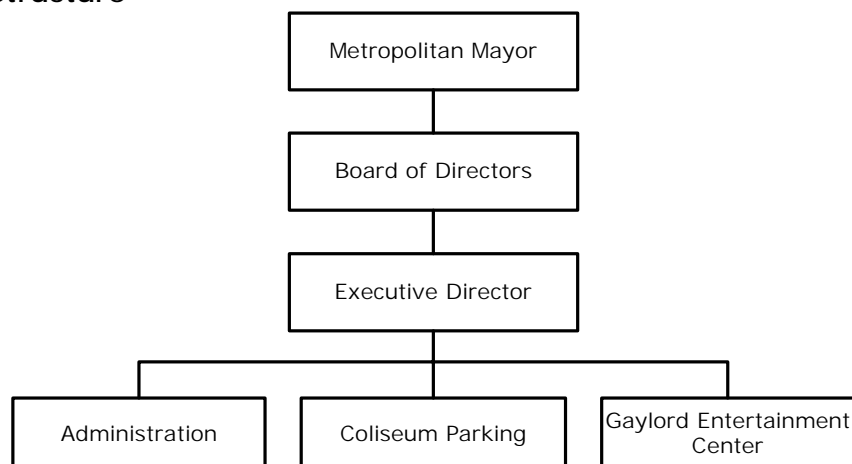 Metropolitan Mayor
Board of Directors
Executive Director
Administration
Coliseum Parking
Gaylord Entertainment
Center